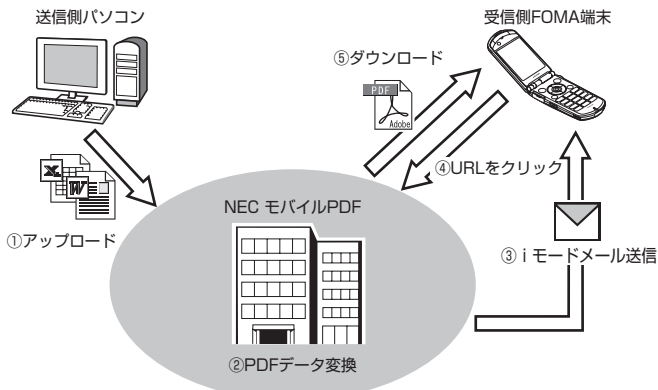 送信側パソコン
受信側FOMA端末
⑤ダウンロード
PDF
Adobe
④URLをクリック
X
W
①アップロード
NEC モバイルPDF
③ i モードメール送信
②PDFデータ変換